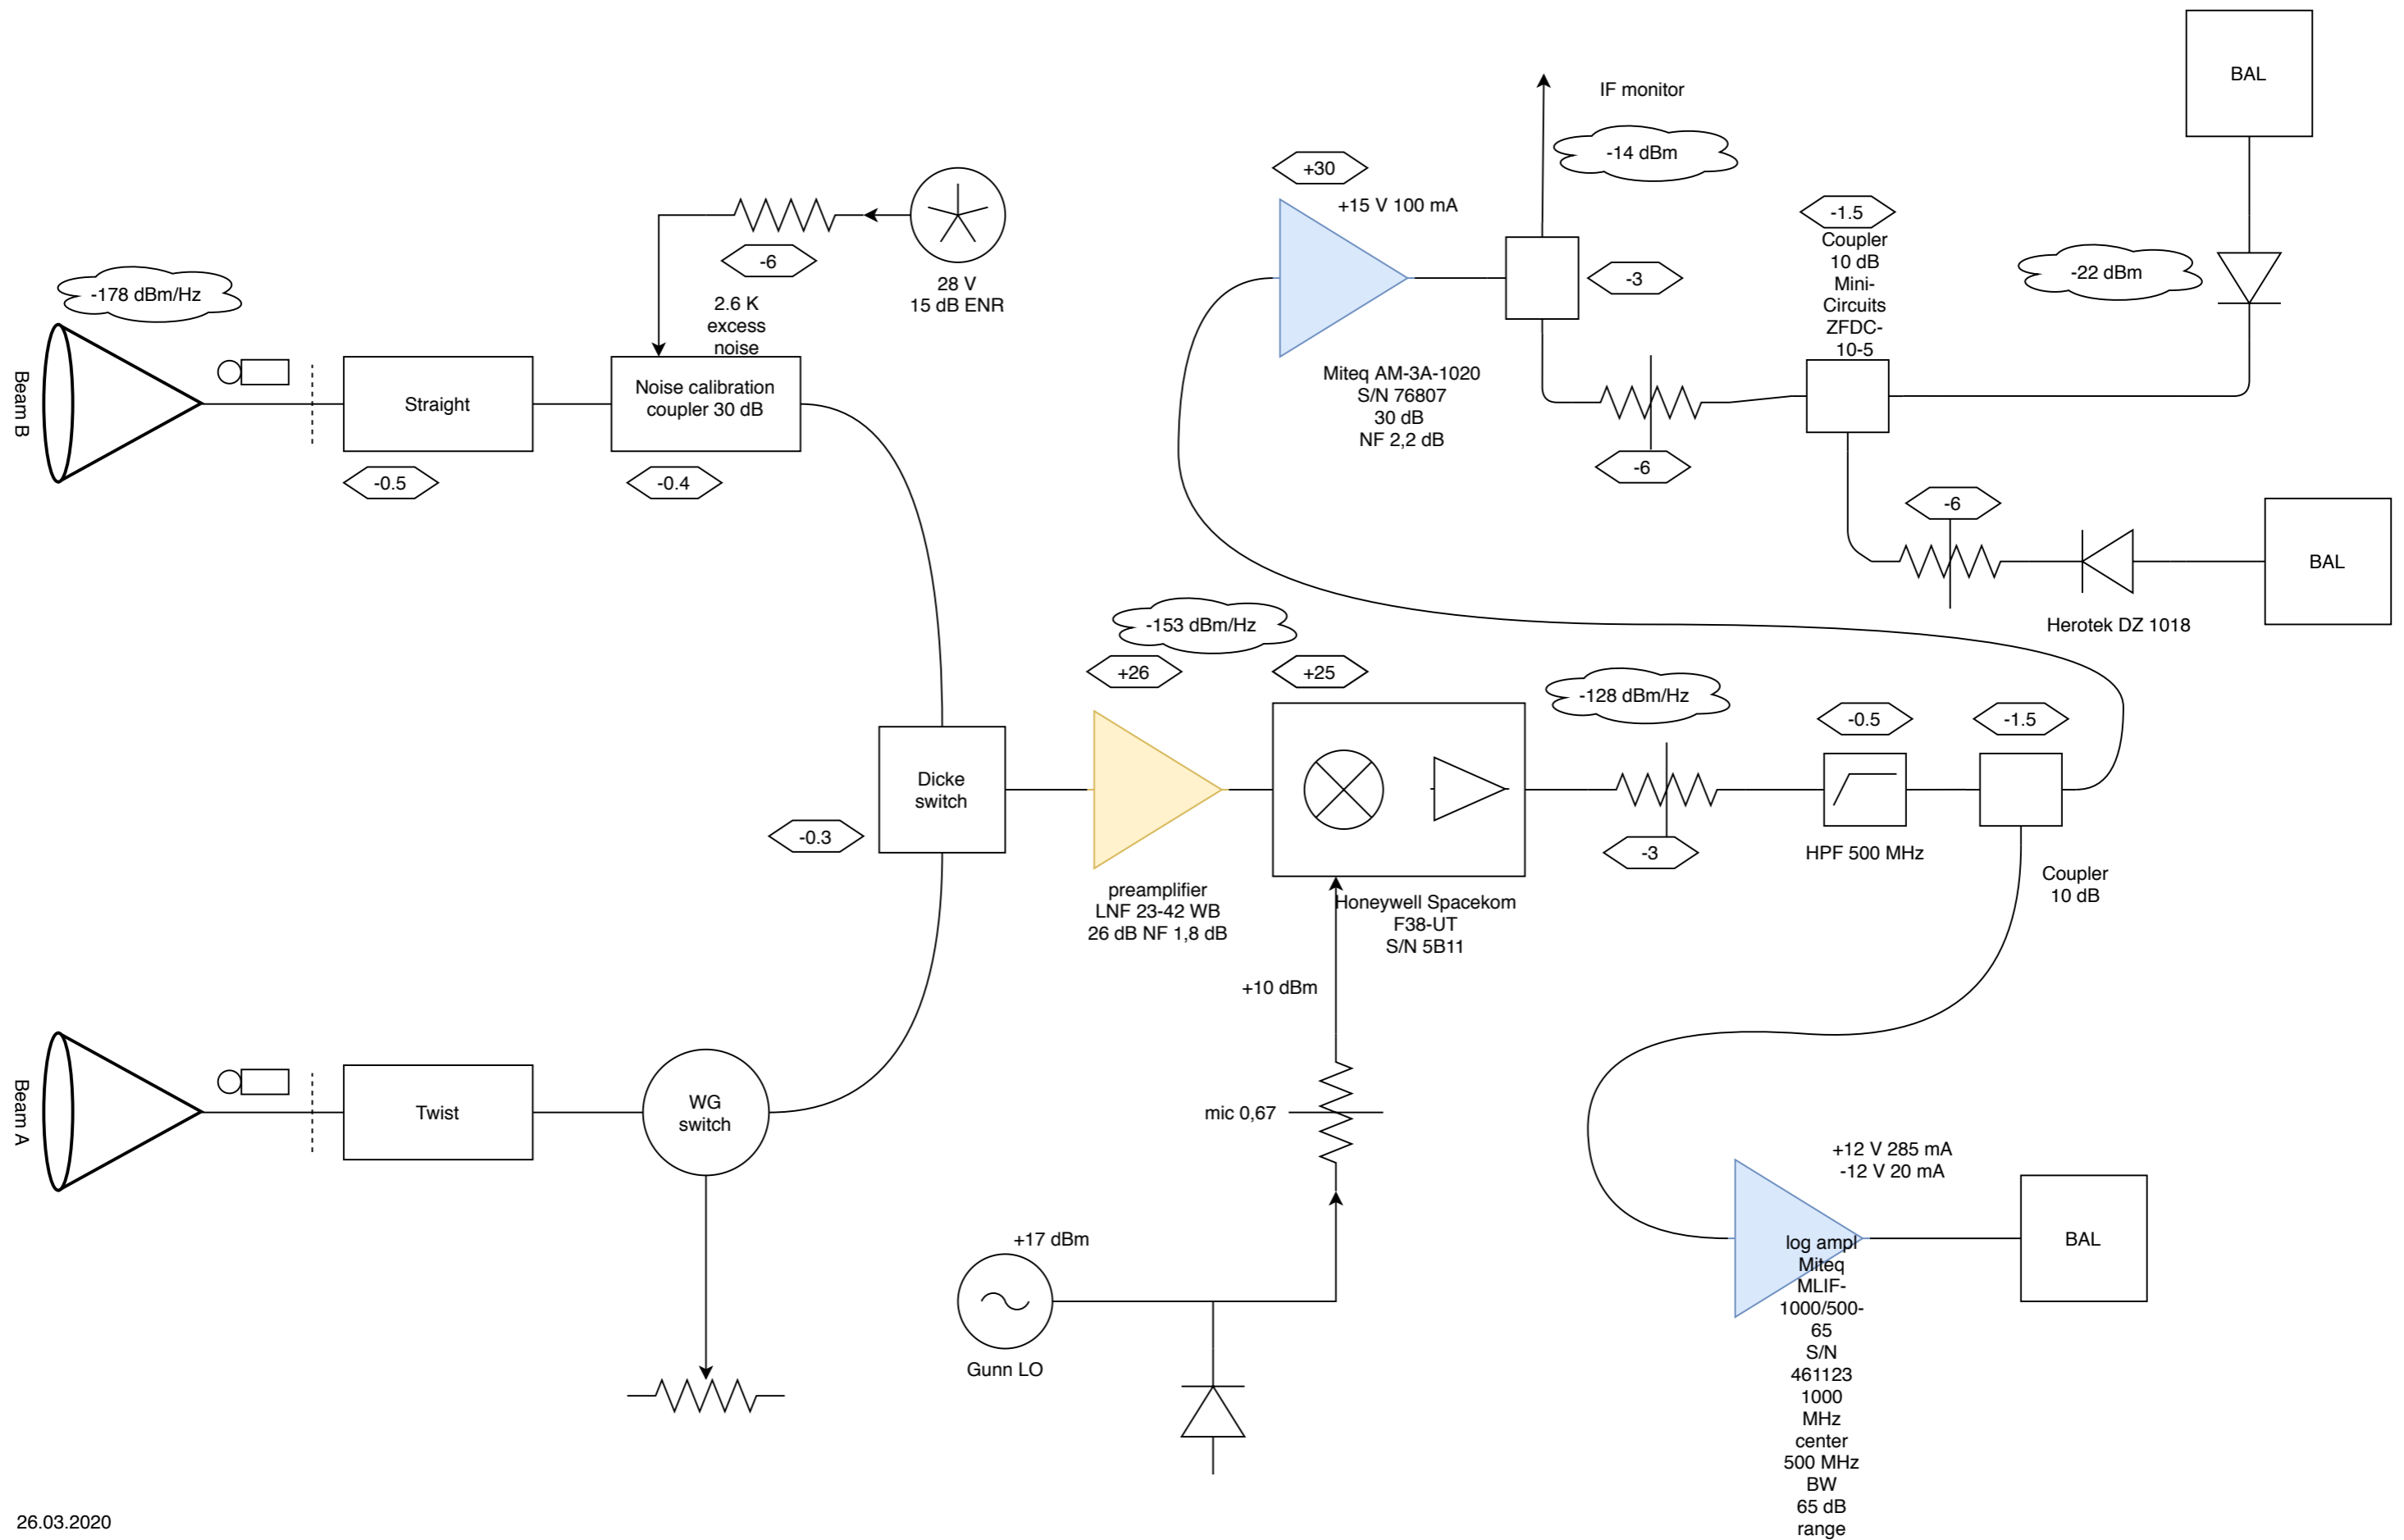 BAL
IF monitor
-14 dBm
+30
+15 V 100 mA
-1.5
Coupler
10 dB
Mini-
Circuits
ZFDC-
10-5
-22 dBm
-6
28 V
15 dB ENR
2.6 K
excess
noise
-178 dBm/Hz
-3
Beam B
Straight
Noise calibration
coupler 30 dB
-0.5
-0.4
Miteq AM-3A-1020
S/N 76807
30 dB
NF 2,2 dB
-6
-6
BAL
Herotek DZ 1018
-153 dBm/Hz
+26
+25
-128 dBm/Hz
-0.5
-1.5
Dicke
switch
-0.3
-3
HPF 500 MHz
Coupler
10 dB
preamplifier
LNF 23-42 WB
26 dB NF 1,8 dB
Honeywell Spacekom
F38-UT
S/N 5B11
+10 dBm
Beam A
Twist
WG
switch
mic 0,67
+17 dBm
Gunn LO
+12 V 285 mA
-12 V 20 mA
BAL
log ampl
Miteq
MLIF-
1000/500-
65
S/N
461123
1000
MHz
center
500 MHz
BW
65 dB
range
26.03.2020